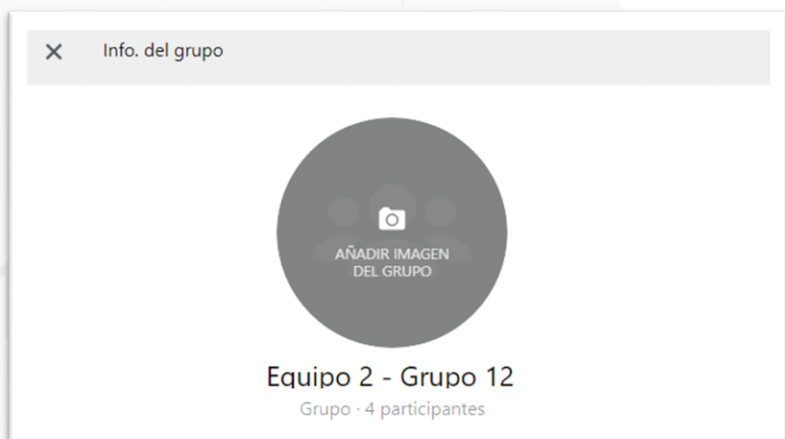 Info. del grupo
AÑADIR IMAGEN
DEL GRUPO
Equipo 2 - Grupo 12
Grupo · 4 participantes